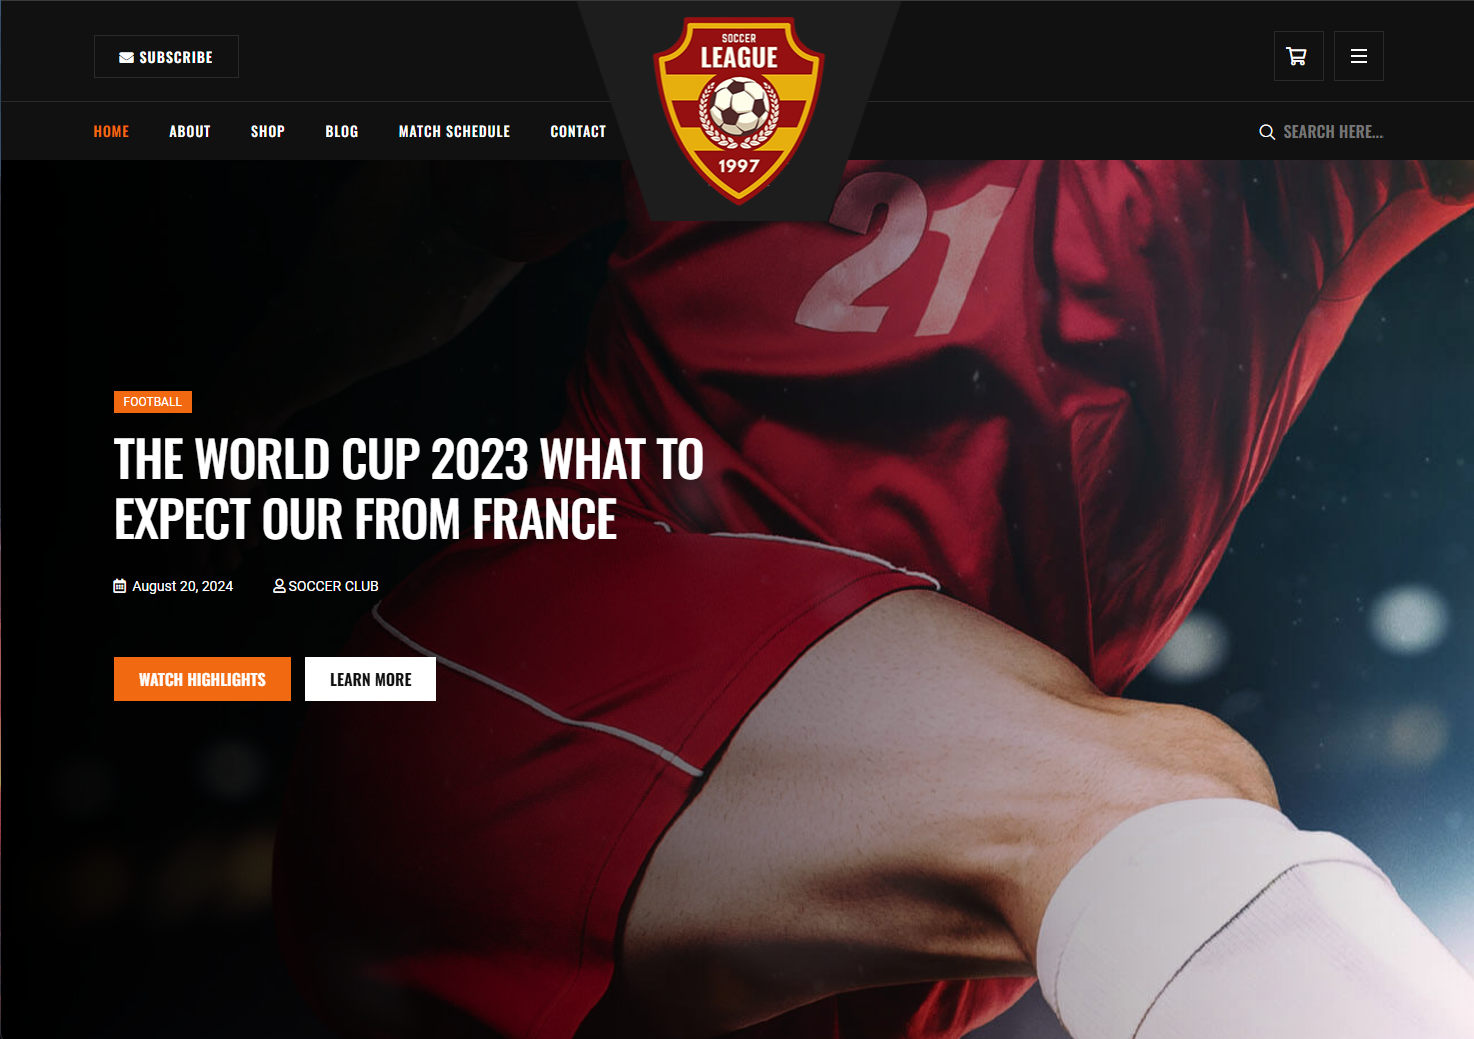 SUBSCRIBE
SOCCER
LEAGUE
1997
HOME
ABOUT
SHOP
BLOG
MATCH SCHEDULE
CONTACT
SEARCH HERE...
21
FOOTBALL
THE WORLD CUP 2023 WHAT TO
EXPECT OUR FROM FRANCE
August 20, 2024
SOCCER CLUB
WATCH HIGHLIGHTS
LEARN MORE